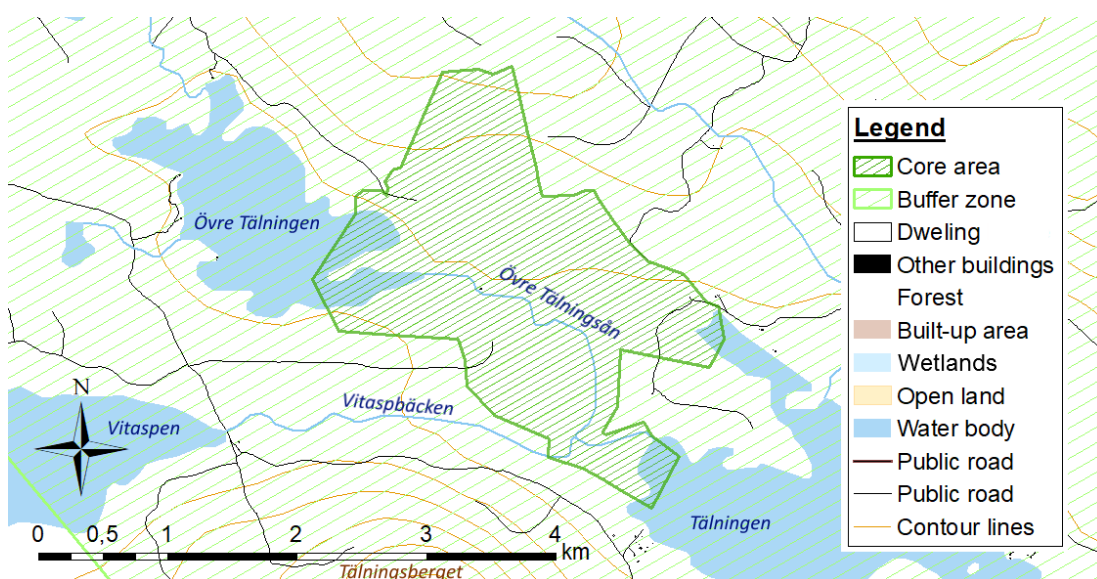 Övre Tälningen
Övre Tälningsån
Vitaspbäcken
Vitaspen
Tälningen
Tälningsberget
N
0 0,5 1 2 3 4
km
Legend
Core area
Buffer zone
Dweling
Other buildings
Forest
Built-up area
Wetlands
Open land
Water body
Public road
Public road
Contour lines